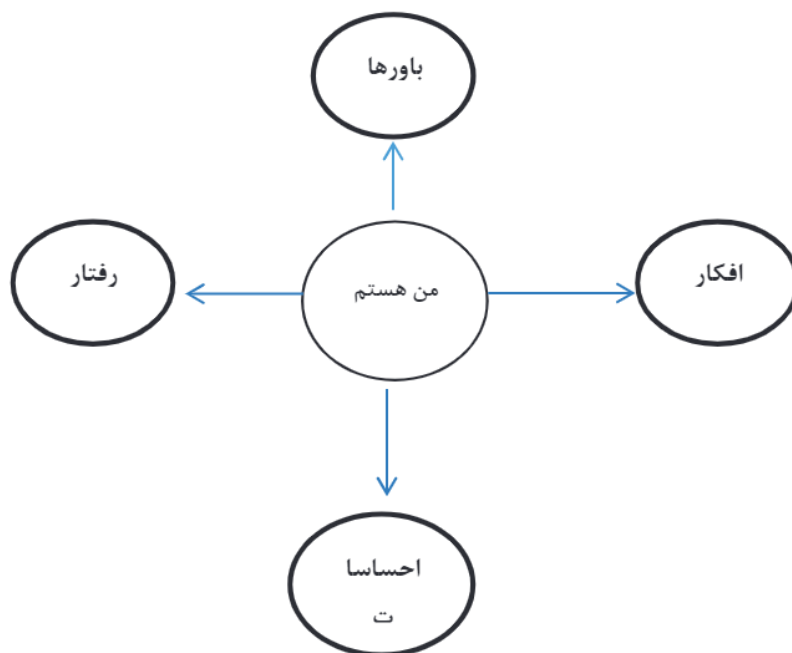 باورها
افکار
من هستم
رفتار
احساسا
ت